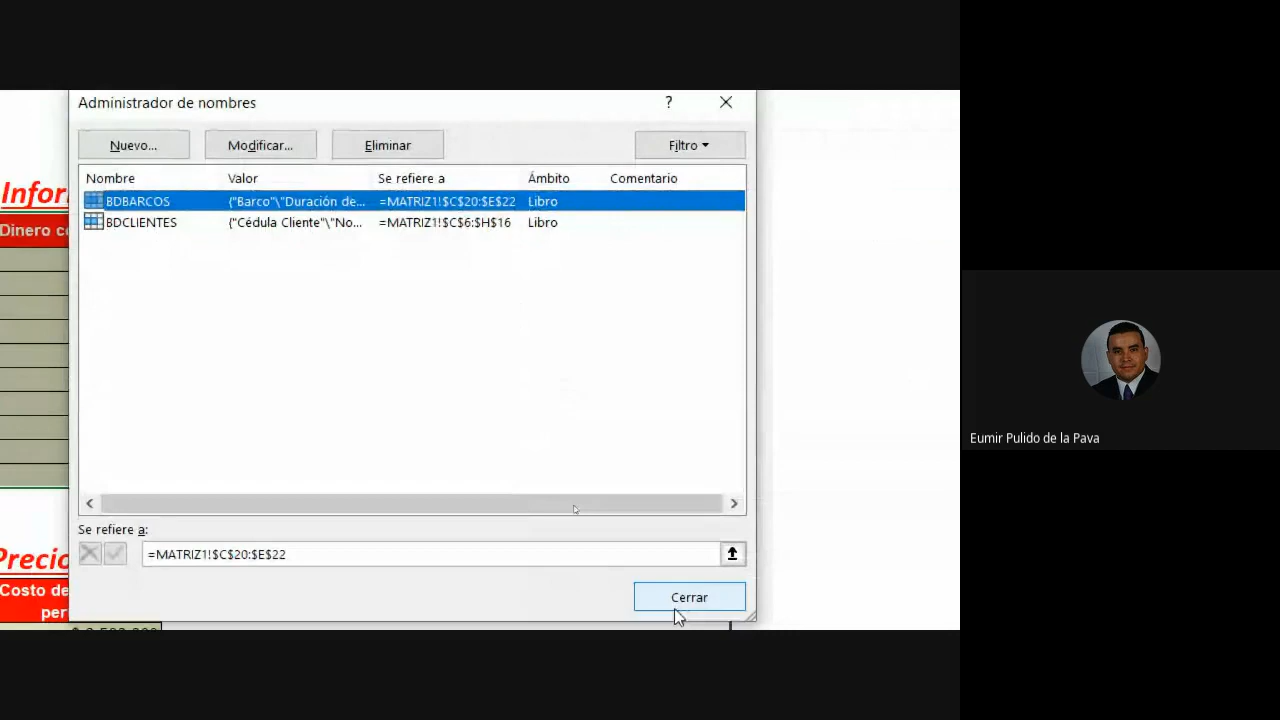 Administrador de nombres
?
Nuevo...
Modificar...
Eliminar
Filtro
Nombre Valor Se refiere a Ámbito Comentario
BDBARCOS {"Barco"\"Duración de... =MATRIZ1!$C$20:$E$22 Libro
BDCLIENTES {"Cédula Cliente"\"No... =MATRIZ1!$C$6:$H$16 Libro
Infor
Dinero co
Se refiere a:
=MATRIZ1!$C$20:$E$22
Precio
Costo de
per
Cerrar
Eumir Pulido de la Pava